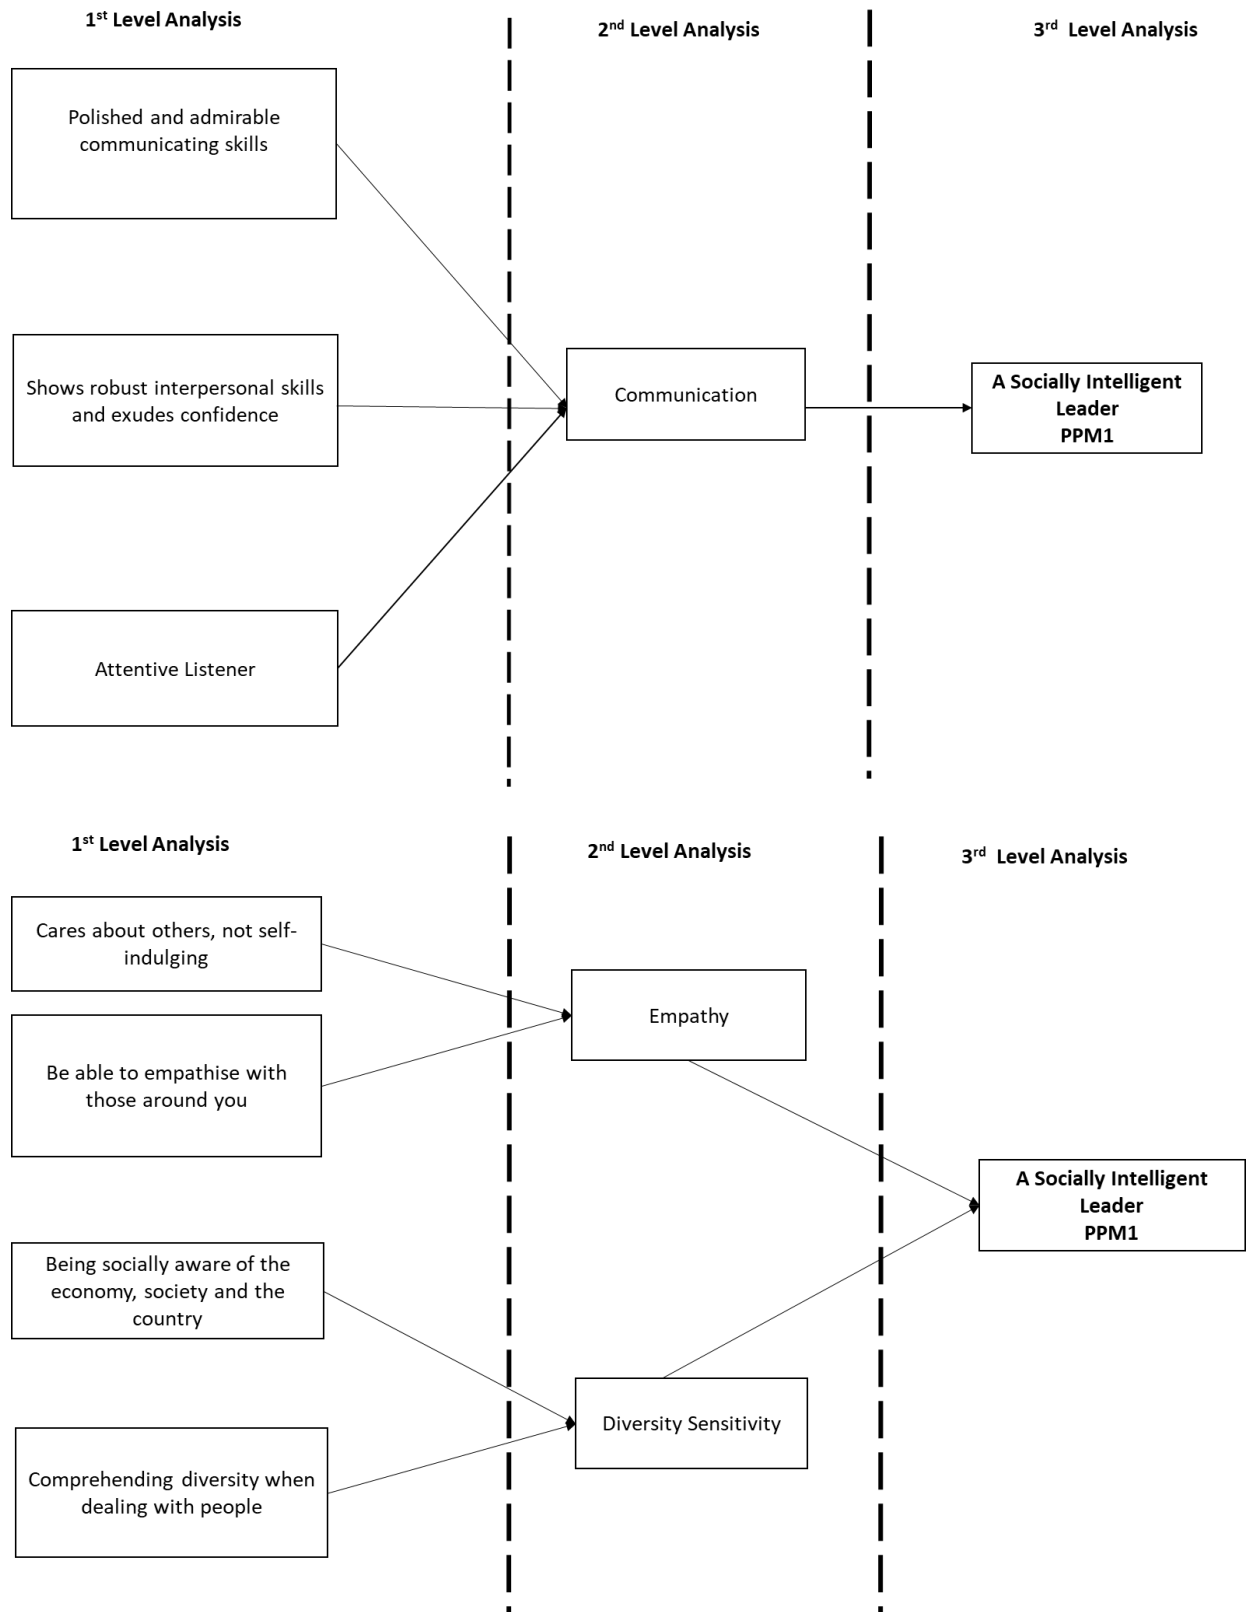 1st Level Analysis
2nd Level Analysis
3rd Level Analysis
Polished and admirable
communicating skills
Shows robust interpersonal skills
and exudes confidence
Attentive Listener
Communication
A Socially Intelligent
Leader
PPM1
1st Level Analysis
2nd Level Analysis
3rd Level Analysis
Cares about others, not self-
indulging
Be able to empathise with
those around you
Being socially aware of the
economy, society and the
country
Comprehending diversity when
dealing with people
Empathy
Diversity Sensitivity
A Socially Intelligent
Leader
PPM1